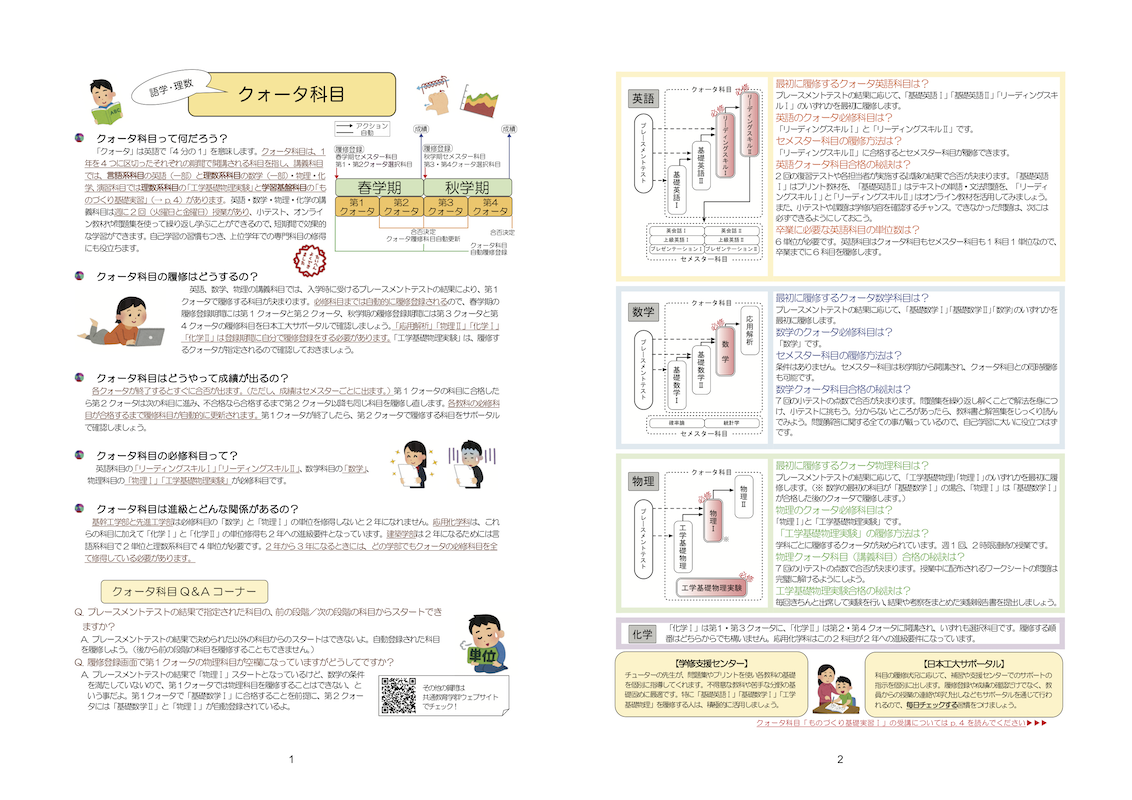 語学・理数
クォータ科目
アクション
自動
クォータ科目って何だろう?
「クォータ」は英語で「4分の1」を意味します。クォータ科目は、1
年を4つに区切ったそれぞれの期間で開講される科目を指し、講義科目
では、言語系科目の英語(一部)と理数系科目の数学(一部)・物理・化
学、演習科目では理数系科目の「工学基礎物理実験」と学習基盤科目の「も
のづくり基礎実習」(→p.4)があります。英語・数学・物理・化学の講
義科目は週に2回(火曜日と金曜日)授業があり、小テスト、オンライ
ン教材や問題集を使って繰り返し学ぶことができるので、短期間で効果的
な学習ができます。自己学習の習慣もつき、上位学年での専門科目の修得
にも役立ちます。
成績
成績
履修登録
春学期セメスター科目
第1・第2クォータ選択科目
履修登録
秋学期セメスター科目
第3・第4クォータ選択科目
春学期
秋学期
第1
クォータ
第2
クォータ
第3
クォータ
第4
クォータ
合否決定
クォータ履修科目自動更新
合否決定
クォータ科目
自動履修登録
クォータ科目の履修はどうするの?
英語、数学、物理の講義科目では、入学時に受けるプレースメントテストの結果により、第1
クォータで履修する科目が決まります。必修科目までは自動的に履修登録されるので、春学期の
履修登録期間には第1クォータと第2クォータ、秋学期の履修登録期間には第3クォータと第
4クォータの履修科目を日本工大サポータルで確認しましょう。「応用解析」「物理Ⅱ」「化学Ⅰ」
「化学Ⅱ」は登録期間に自分で履修登録をする必要があります。「工学基礎物理実験」は、履修す
るクォータが指定されるので確認しておきましょう。
クォータ科目はどうやって成績が出るの?
各クォータが終了するとすぐに合否が出ます。(ただし、成績はセメスターごとに出ます。)第1クォータの科目に合格した
ら第2クォータは次の科目に進み、不合格なら合格するまで第2クォータ以降も同じ科目を履修し直します。各教科の必修科
目が合格するまで履修科目が自動的に更新されます。第1クォータが終了したら、第2クォータで履修する科目をサポータル
で確認しましょう。
クォータ科目の必修科目って?
英語科目の「リーディングスキルⅠ」「リーディングスキルⅡ」、数学科目の「数学」、
物理科目の「物理Ⅰ」「工学基礎物理実験」が必修科目です。
クォータ科目は進級とどんな関係があるの?
基幹工学部と先進工学部は必修科目の「数学」と「物理Ⅰ」の単位を修得しないと2年になれません。応用化学科は、これ
らの科目に加えて「化学Ⅰ」と「化学Ⅱ」の単位修得も2年への進級要件となっています。建築学部は2年になるためには言
語系科目で2単位と理数系科目で4単位が必要です。2年から3年になるときには、どの学部でもクォータの必修科目を全
て修得している必要があります。
クォータ科目 Q&A コーナー
Q. プレースメントテストの結果で指定された科目の、前の段階/次の段階の科目からスタートでき
ますか?
A. プレースメントテストの結果で決められた以外の科目からのスタートはできないよ。自動登録された科目
を履修しよう。(後から前の段階の科目を履修することもできません。)
Q. 履修登録画面で第1クォータの物理科目が空欄になっていますがどうしてですか?
A. プレースメントテストの結果で「物理Ⅰ」スタートとなっているけど、数学の条件
を満たしていないので、第1クォータでは物理科目を履修することはできない、と
いう事だよ。第1クォータで「基礎数学Ⅰ」に合格することを前提に、第2クォー
タには「基礎数学Ⅱ」と「物理Ⅰ」が自動登録されているよ。
単位
その他の質問は
共通教育学群ウェブサイト
でチェック!
1
英語
クォータ科目
プレースメントテスト
基礎英語Ⅰ
基礎英語Ⅱ
必修
リーディングスキルⅠ
必修
リーディングスキルⅡ
英会話Ⅰ
英会話Ⅱ
上級英語Ⅰ
上級英語Ⅱ
プレゼンテーションⅠ
プレゼンテーションⅡ
セメスター科目
最初に履修するクォータ英語科目は?
プレースメントテストの結果に応じて、「基礎英語Ⅰ」「基礎英語Ⅱ」「リーディングスキ
ルⅠ」のいずれかを最初に履修します。
英語のクォータ必修科目は?
「リーディングスキルⅠ」と「リーディングスキルⅡ」です。
セメスター科目の履修方法は?
「リーディングスキルⅡ」に合格するとセメスター科目が履修できます。
英語クォータ科目合格の秘訣は?
2回の復習テストや各担当者が実施する試験の結果で合否が決まります。「基礎英語
Ⅰ」はプリント教材を、「基礎英語Ⅱ」はテキストの単語・文法問題を、「リーディ
ングスキルⅠ」と「リーディングスキルⅡ」はオンライン教材を活用してみましょう。
また、小テストや課題は学修内容を確認するチャンス。できなかった問題は、次には
必ずできるようにしておこう。
卒業に必要な英語科目の単位数は?
6単位が必要です。英語科目はクォータ科目もセメスター科目も1科目1単位なので、
卒業までに6科目を履修します。
数学
クォータ科目
プレースメントテスト
基礎数学Ⅰ
基礎数学Ⅱ
必修
数学
応用解析
確率論
統計学
セメスター科目
最初に履修するクォータ数学科目は?
プレースメントテストの結果に応じて、「基礎数学Ⅰ」「基礎数学Ⅱ」「数学」のいずれかを
最初に履修します。
数学のクォータ必修科目は?
「数学」です。
セメスター科目の履修方法は?
条件はありません。セメスター科目は秋学期から開講され、クォータ科目との同時履修
も可能です。
数学クォータ科目合格の秘訣は?
7回の小テストの点数で合否が決まります。問題集を繰り返し解くことで解法を身につ
け、小テストに挑もう。分からないところがあったら、教科書と解答集をじっくり読ん
でみよう。問題解答に関する全ての事が載っているので、自己学習に大いに役立つはず
です。
物理
クォータ科目
プレースメントテスト
工学基礎物理
必修
物理Ⅰ
※
物理Ⅱ
必修
工学基礎物理実験
最初に履修するクォータ物理科目は?
プレースメントテストの結果に応じて、「工学基礎物理」「物理Ⅰ」のいずれかを最初に履
修します。(※ 数学の最初の科目が「基礎数学Ⅰ」の場合、「物理Ⅰ」は「基礎数学Ⅰ」
が合格した後のクォータで履修します。)
物理のクォータ必修科目は?
「物理Ⅰ」と「工学基礎物理実験」です。
「工学基礎物理実験」の履修方法は?
学科ごとに履修するクォータが決められています。週1回、2時限連続の授業です。
物理クォータ科目(講義科目)合格の秘訣は?
7回の小テストの点数で合否が決まります。授業中に配布されるワークシートの問題は
完璧に解けるようにしよう。
工学基礎物理実験合格の秘訣は?
毎回きちんと出席して実験を行い、結果や考察をまとめた実験報告書を提出しましょう。
化学
「化学Ⅰ」は第1・第3クォータに、「化学Ⅱ」は第2・第4クォータに開講され、いずれも選択科目です。履修する順
番はどちらからでも構いません。応用化学科はこの2科目が2年への進級要件になっています。
【学修支援センター】
チューターの先生が、問題集やプリントを使い各教科の基礎
を個別に指導してくれます。不得意な教科や苦手な分野の基
礎固めに最適です。特に「基礎英語Ⅰ」「基礎数学Ⅰ」「工学
基礎物理」を履修する人は、積極的に活用しましょう。
【日本工大サポータル】
科目の履修状況に応じて、補習や支援センターでのサポートの
指示を個別に出します。履修登録や成績の確認だけでなく、教
員からの授業の連絡や呼び出しなどもサポータルを通じて行わ
れるので、毎日チェックする習慣をつけましょう。
クォータ科目「ものづくり基礎実習Ⅰ」の受講については p.4 を読んでください▶▶▶
2